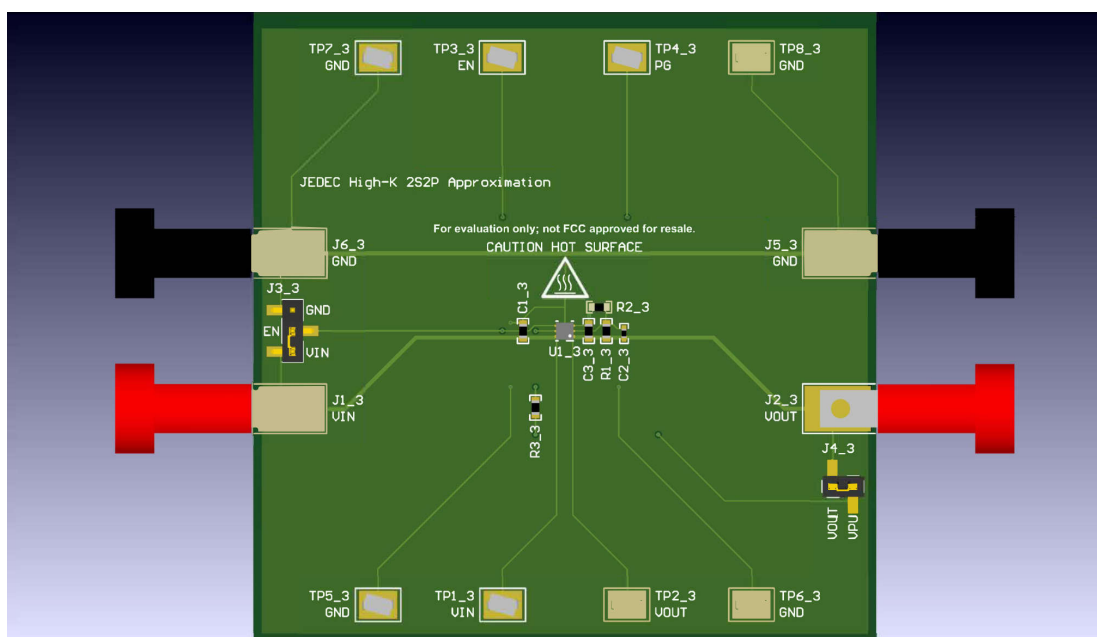 TP7_3
GND
TP3_3
EN
TP4_3
PG
TP8_3
GND
JEDEC High-K 2S2P Approximation
For evaluation only; not FCC approved for resale.
CAUTION HOT SURFACE
J6_3
GND
J5_3
GND
J3_3
GND
EN
VIN
C1_3
R2_3
U1_3
C3_3
R1_3
C2_3
J1_3
VIN
J2_3
VOUT
R3_3
J4_3
VOUT
VPU
TP5_3
GND
TP1_3
VIN
TP2_3
VOUT
TP6_3
GND